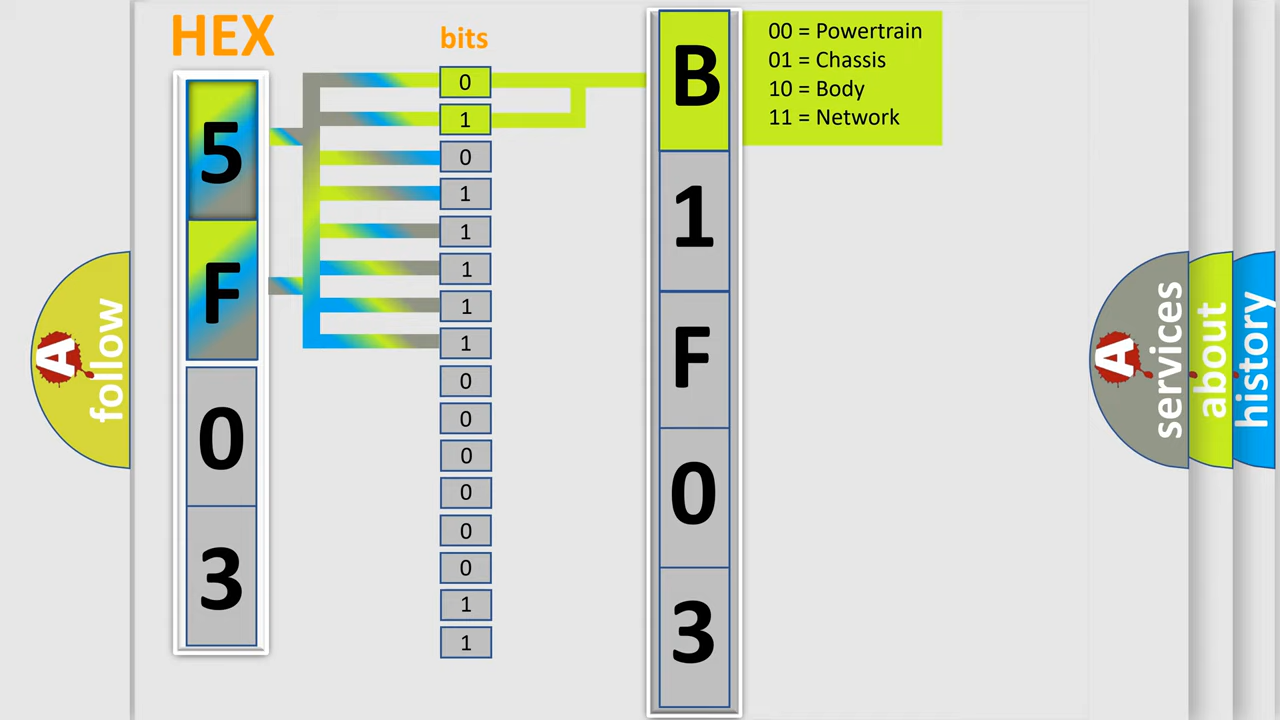 HEX
bits
5
F
0
3
0
1
0
1
1
1
1
1
0
0
0
0
0
0
1
1
B
1
F
0
3
00 = Powertrain
01 = Chassis
10 = Body
11 = Network
A
follow
A
services
about
history